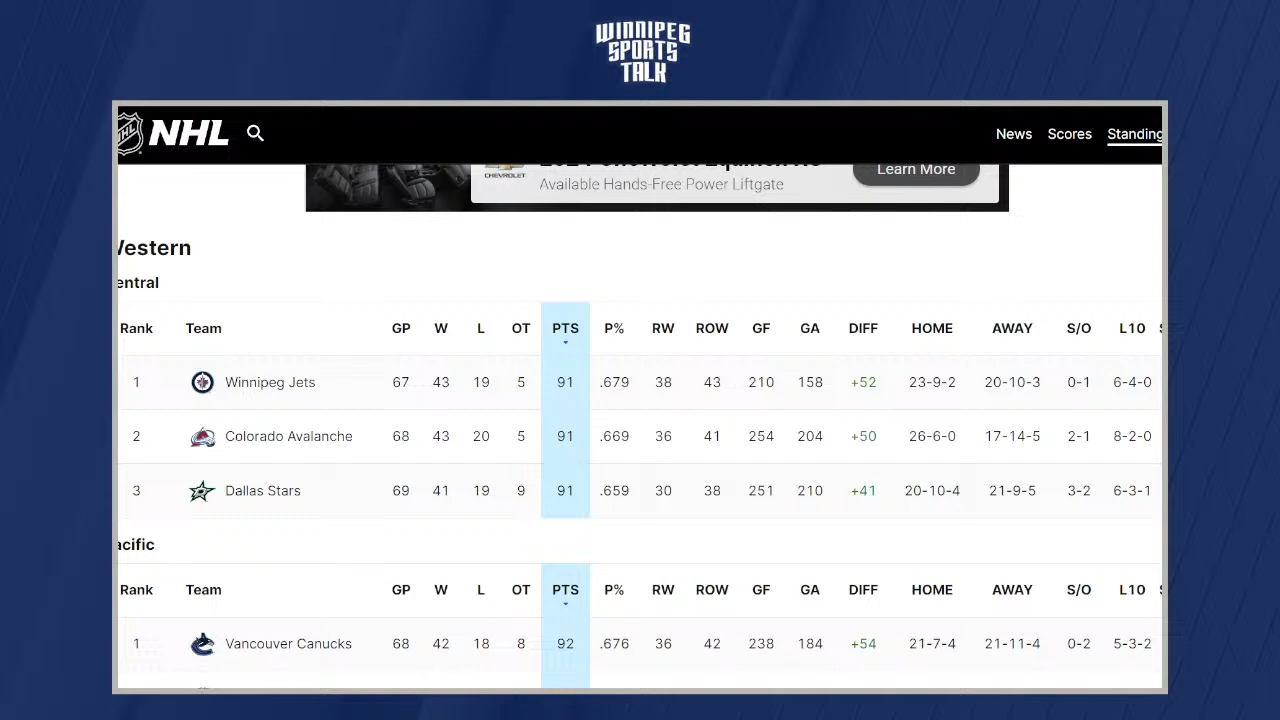 WINNIPEG
SPORTS
TALK
NHL News Scores Standing
CHEVROLET
Available Hands-Free Power Liftgate
Learn More
Western
entral
Rank Team GP W L OT PTS P% RW ROW GF GA DIFF HOME AWAY S/O L10
1 Winnipeg Jets 67 43 19 5 91 .679 38 43 210 158 +52 23-9-2 20-10-3 0-1 6-4-0
2 Colorado Avalanche 68 43 20 5 91 .669 36 41 254 204 +50 26-6-0 17-14-5 2-1 8-2-0
3 Dallas Stars 69 41 19 9 91 .659 30 38 251 210 +41 20-10-4 21-9-5 3-2 6-3-1
acific
Rank Team GP W L OT PTS P% RW ROW GF GA DIFF HOME AWAY S/O L10
1 Vancouver Canucks 68 42 18 8 92 .676 36 42 238 184 +54 21-7-4 21-11-4 0-2 5-3-2